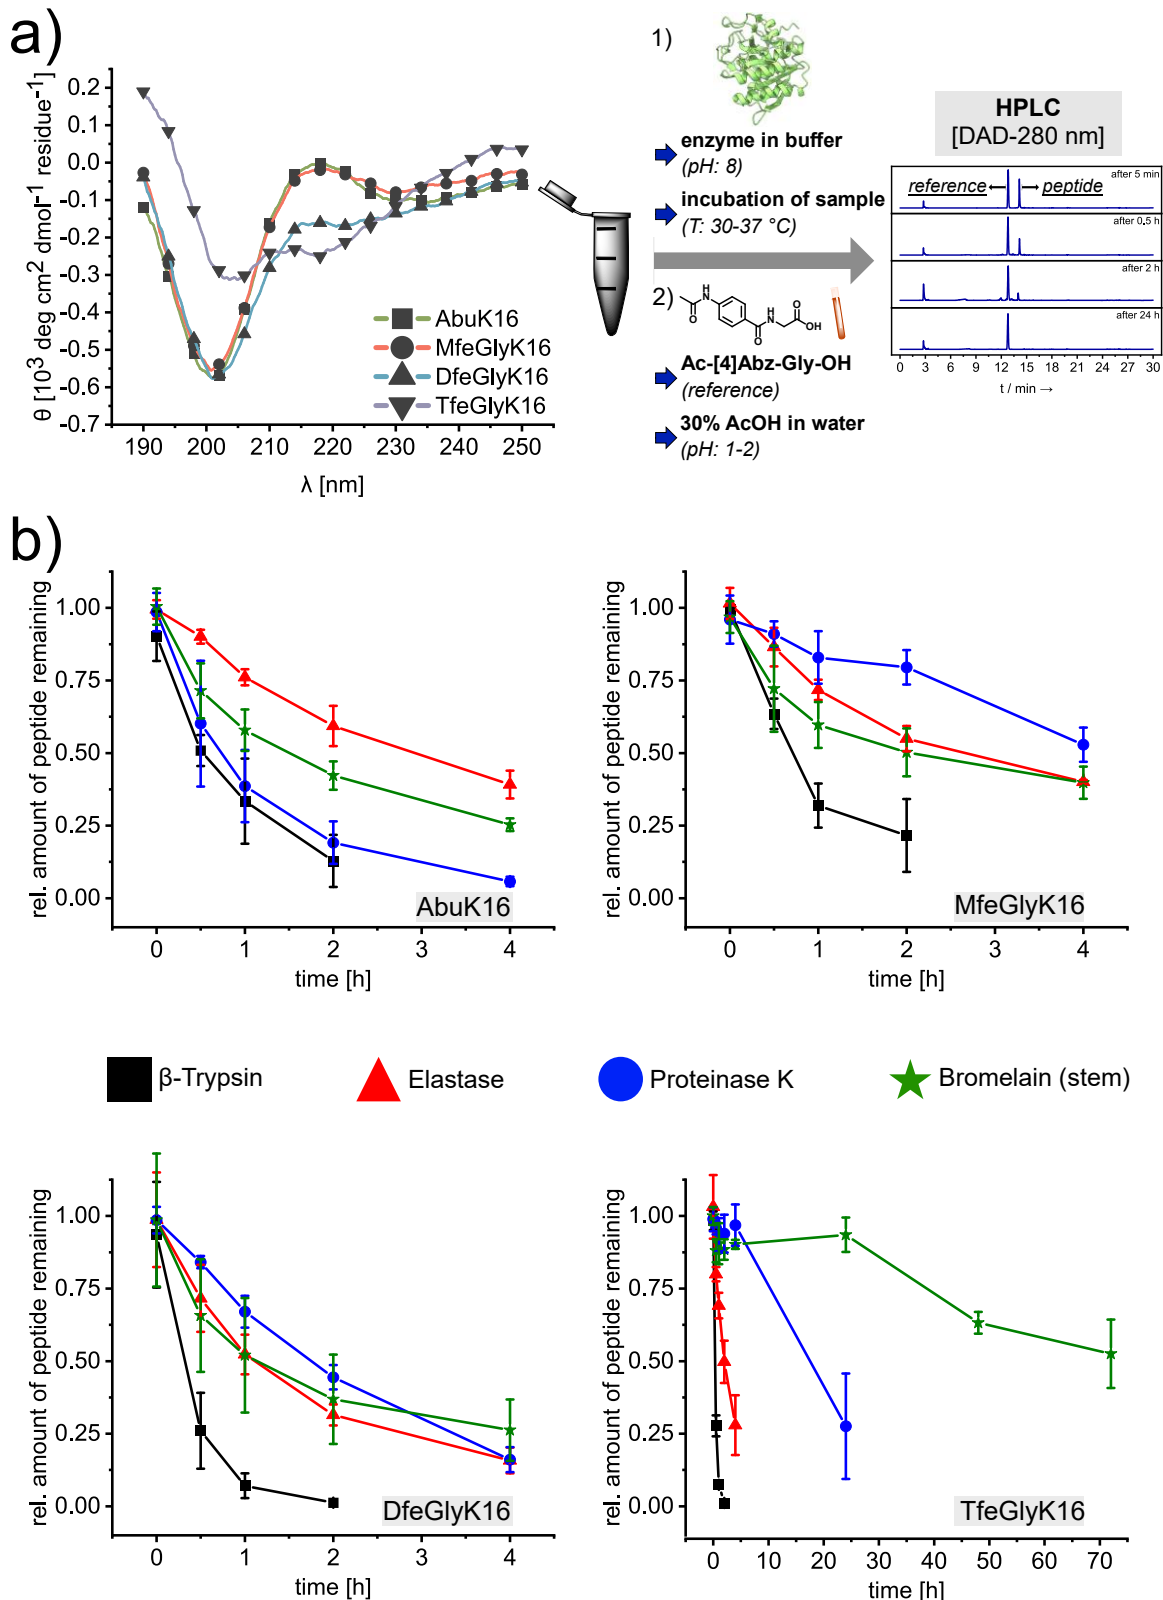 a)
0.2
0.1
0.0
-0.1
-0.2
-0.3
-0.4
-0.5
-0.6
-0.7
θ [10³ deg cm2 dmol⁻¹ residue⁻¹]
190 200 210 220 230 240 250
λ [nm]
AbuK16
MfeGlyK16
DfeGlyK16
TfeGlyK16
1)
enzyme in buffer
(pH: 8)
incubation of sample
(T: 30-37 °C)
2)
H
N
O
O
H
N
O
OH
Ac-[4]Abz-Gly-OH
(reference)
30% AcOH in water
(pH: 1-2)
HPLC
[DAD-280 nm]
after 5 min
reference peptide
after 0.5 h
after 2 h
after 24 h
0 3 6 9 12 15 18 21 24 27 30
t / min →
b)
rel. amount of peptide remaining
1.00
0.75
0.50
0.25
0.00
AbuK16
0 1 2 3 4
time [h]
rel. amount of peptide remaining
1.00
0.75
0.50
0.25
0.00
MfeGlyK16
0 1 2 3 4
time [h]
β-Trypsin
Elastase
Proteinase K
Bromelain (stem)
rel. amount of peptide remaining
1.00
0.75
0.50
0.25
0.00
DfeGlyK16
0 1 2 3 4
time [h]
rel. amount of peptide remaining
1.00
0.75
0.50
0.25
0.00
TfeGlyK16
0 10 20 30 40 50 60 70
time [h]